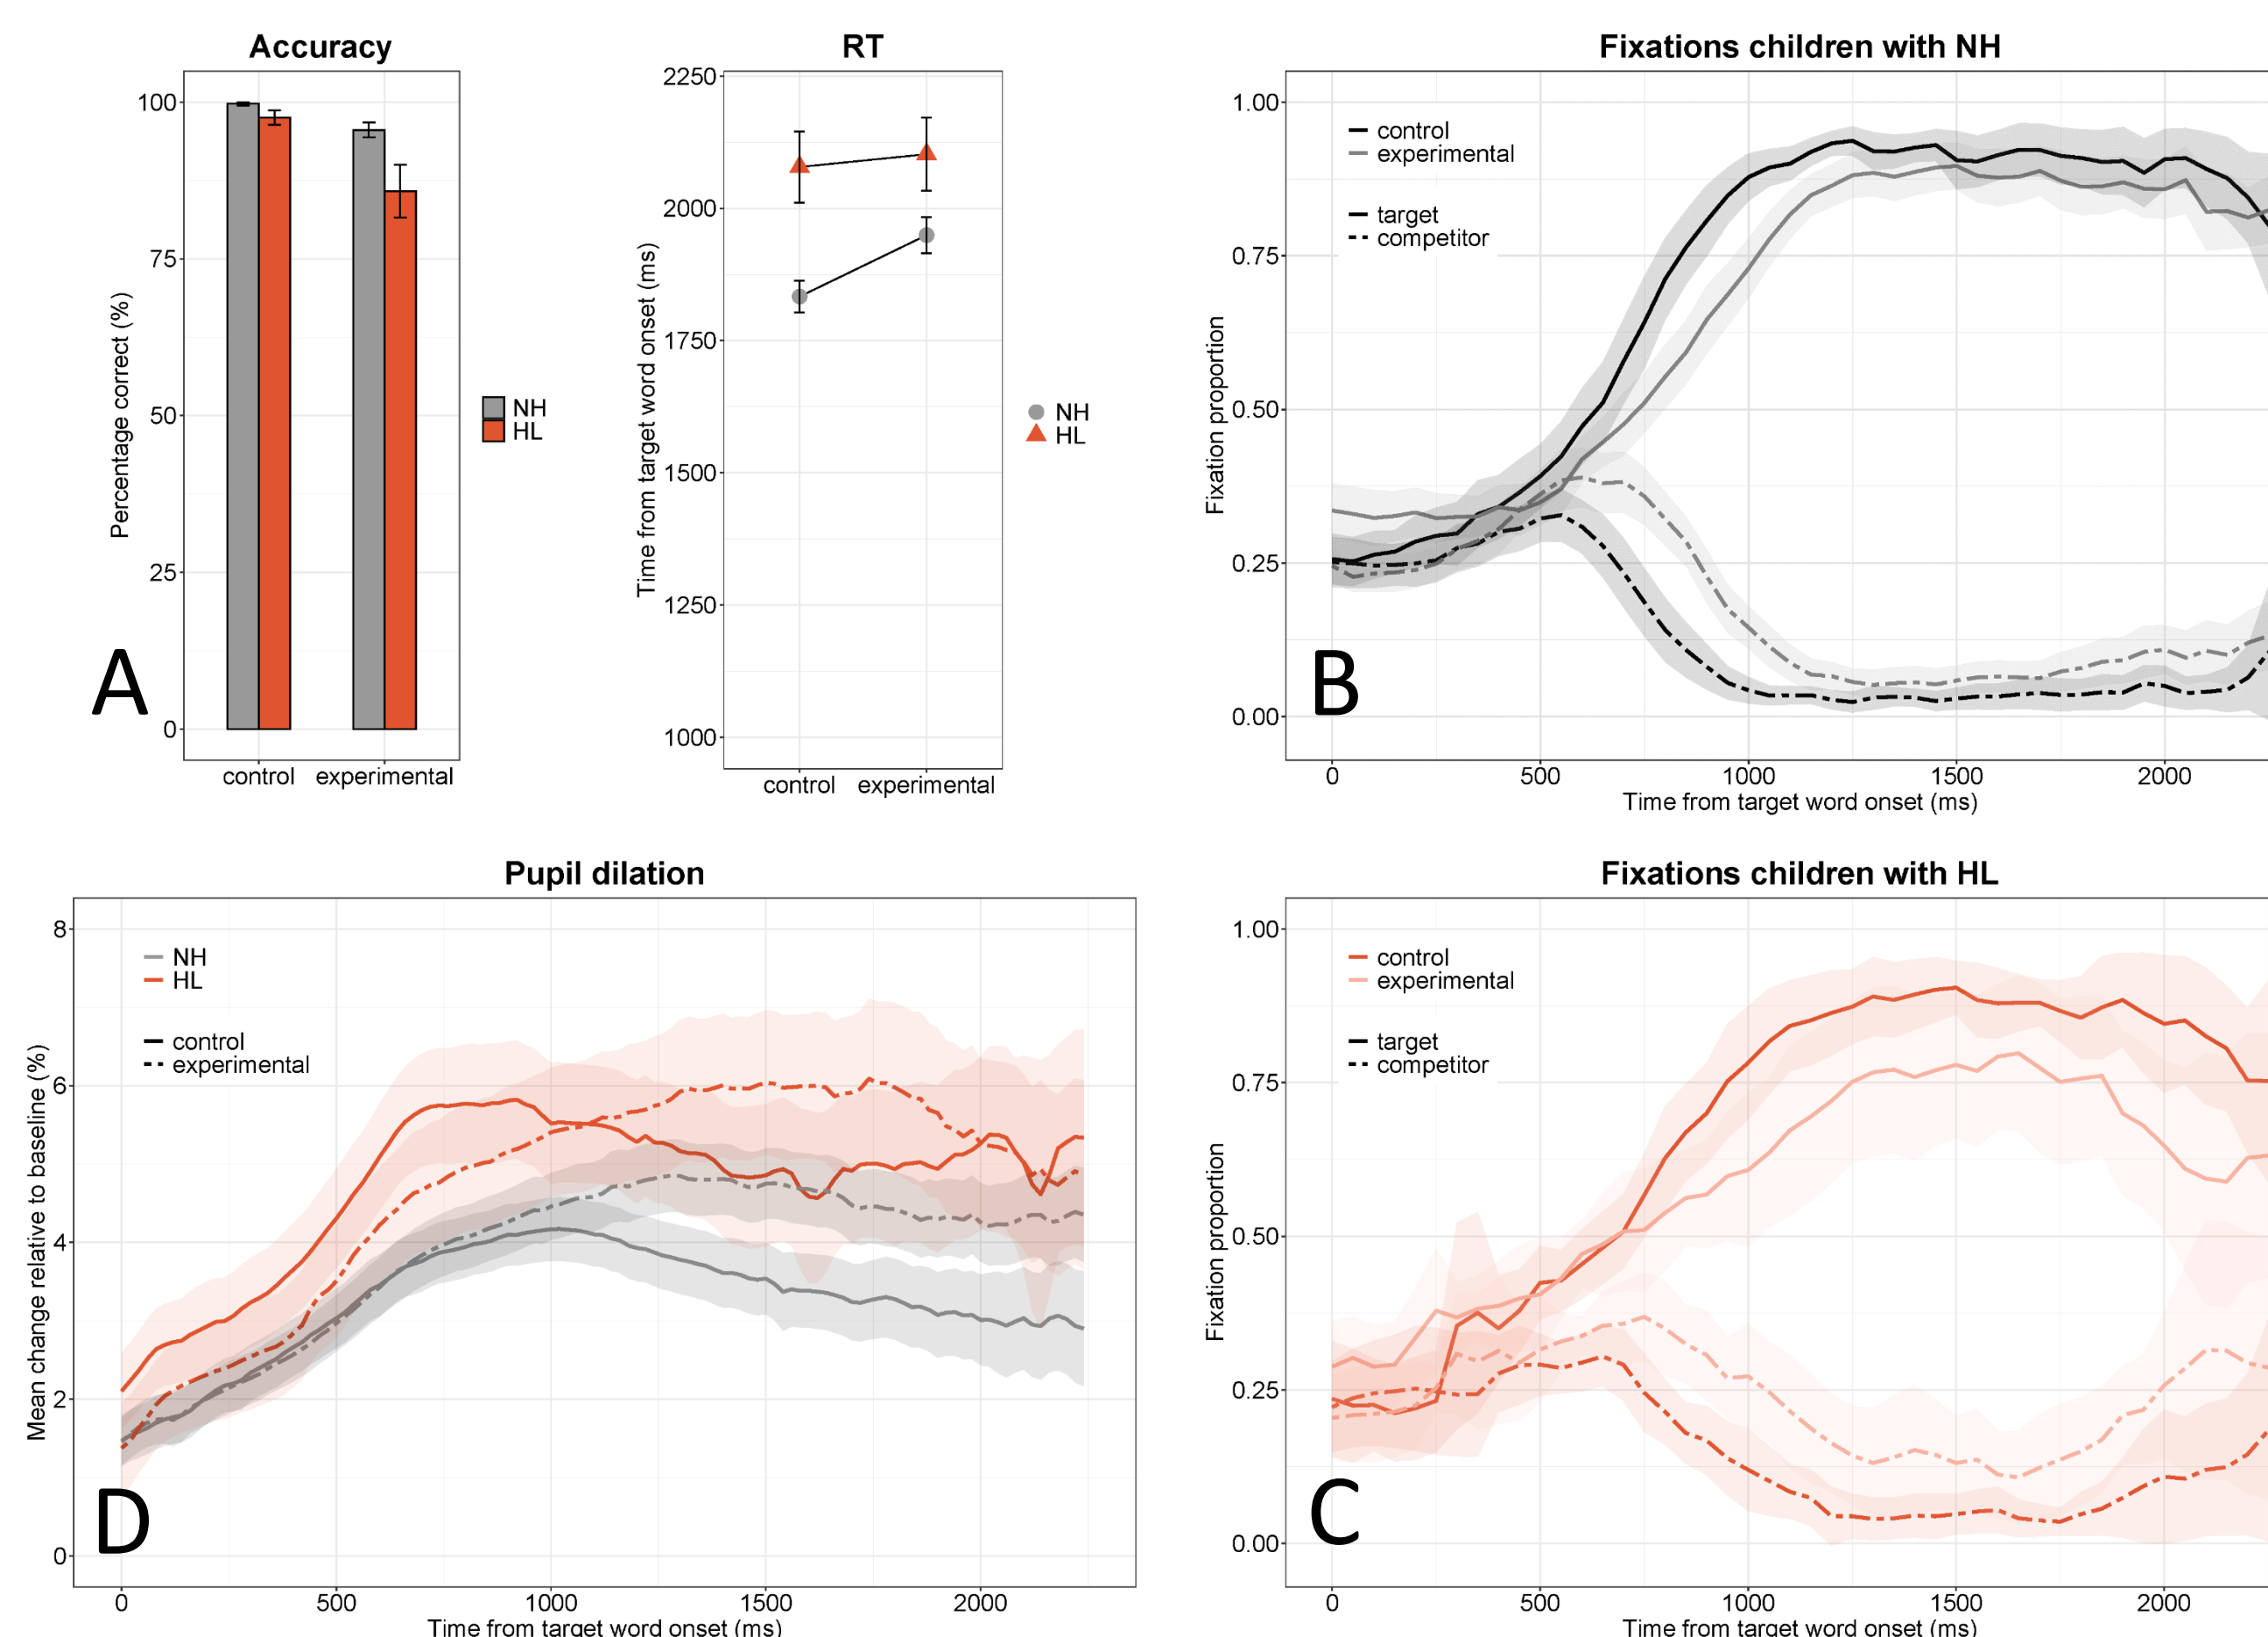 Accuracy
Percentage correct (%)
100
75
50
25
0
control
experimental
NH
HL
A
RT
Time from target word onset (ms)
2250
2000
1750
1500
1250
1000
control
experimental
NH
HL
Fixations children with NH
Fixation proportion
1.00
0.75
0.50
0.25
0.00
control
experimental
target
competitor
B
0
500
1000
1500
2000
Time from target word onset (ms)
Pupil dilation
Mean change relative to baseline (%)
8
6
4
2
0
NH
HL
control
experimental
D
0
500
1000
1500
2000
Time from target word onset (ms)
Fixations children with HL
Fixation proportion
1.00
0.75
0.50
0.25
0.00
control
experimental
target
competitor
C
0
500
1000
1500
2000
Time from target word onset (ms)